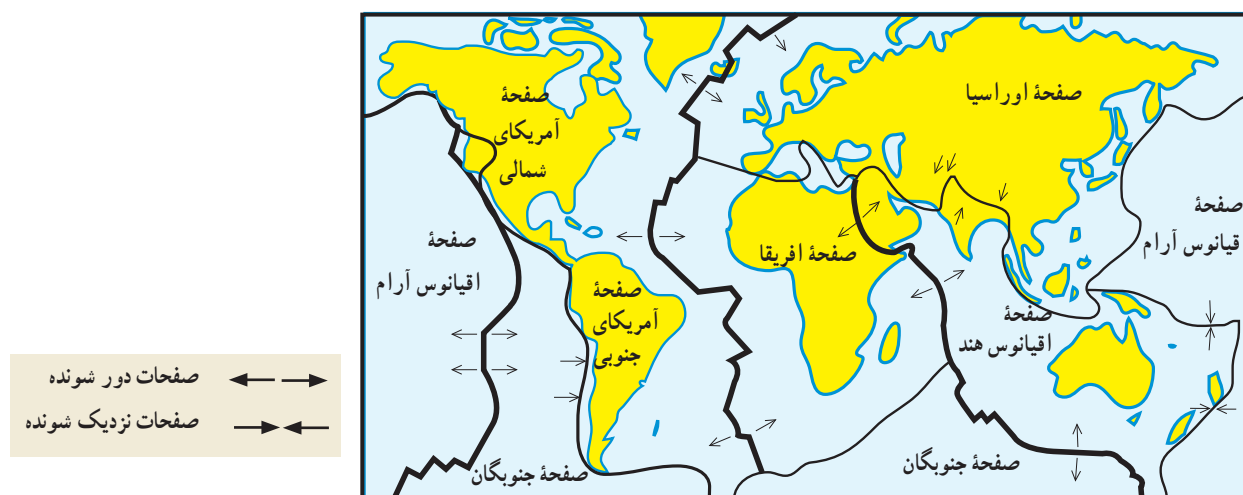 صفحهٔ
آمریکای
شمالی
صفحهٔ اوراسیا
صفحهٔ
قیانوس آرام
صفحهٔ
اقیانوس آرام
صفحهٔ افریقا
صفحهٔ
آمریکای
جنوبی
صفحهٔ
اقیانوس هند
صفحهٔ جنوبگان
صفحهٔ جنوبگان
صفحات دور شونده
صفحات نزدیک شونده